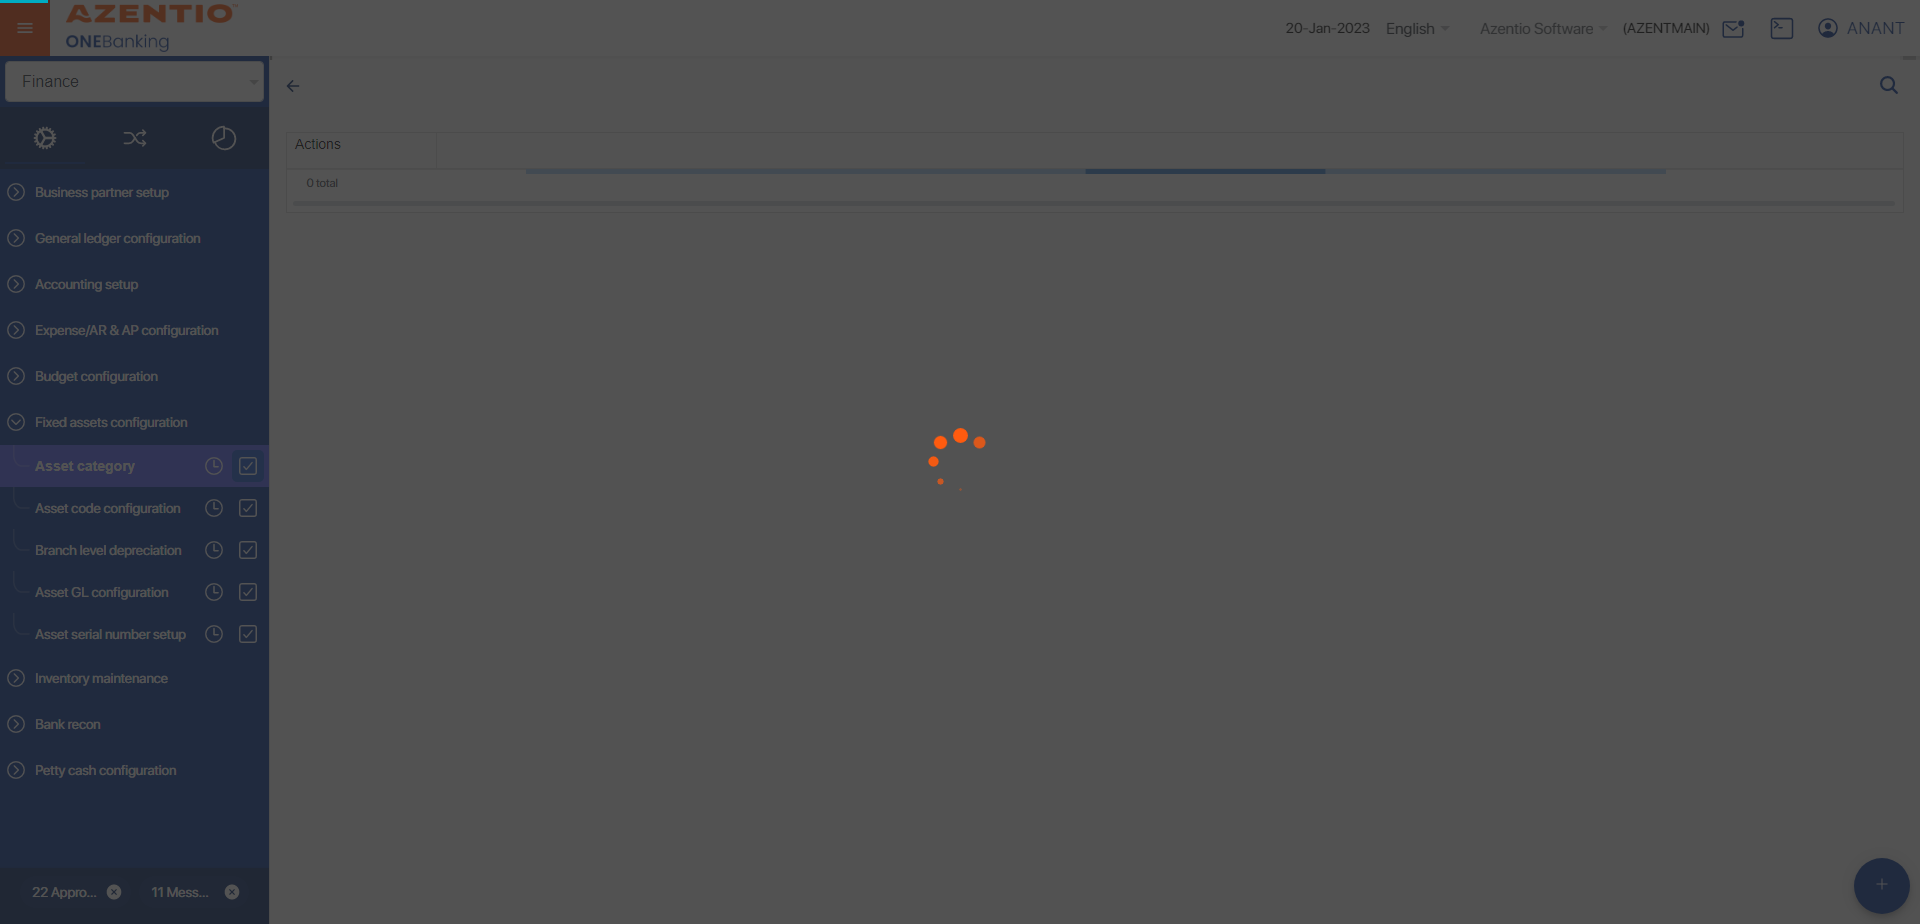 AZENTIO
ONEBanking
20-Jan-2023 English Azentio Software (AZENTMAIN) ANANT
Finance
Actions
0 total
Business partner setup
General ledger configuration
Accounting setup
Expense/AR & AP configuration
Budget configuration
Fixed assets configuration
Asset category
Asset code configuration
Branch level depreciation
Asset GL configuration
Asset serial number setup
Inventory maintenance
Bank recon
Petty cash configuration
22 Appro... 11 Mess...